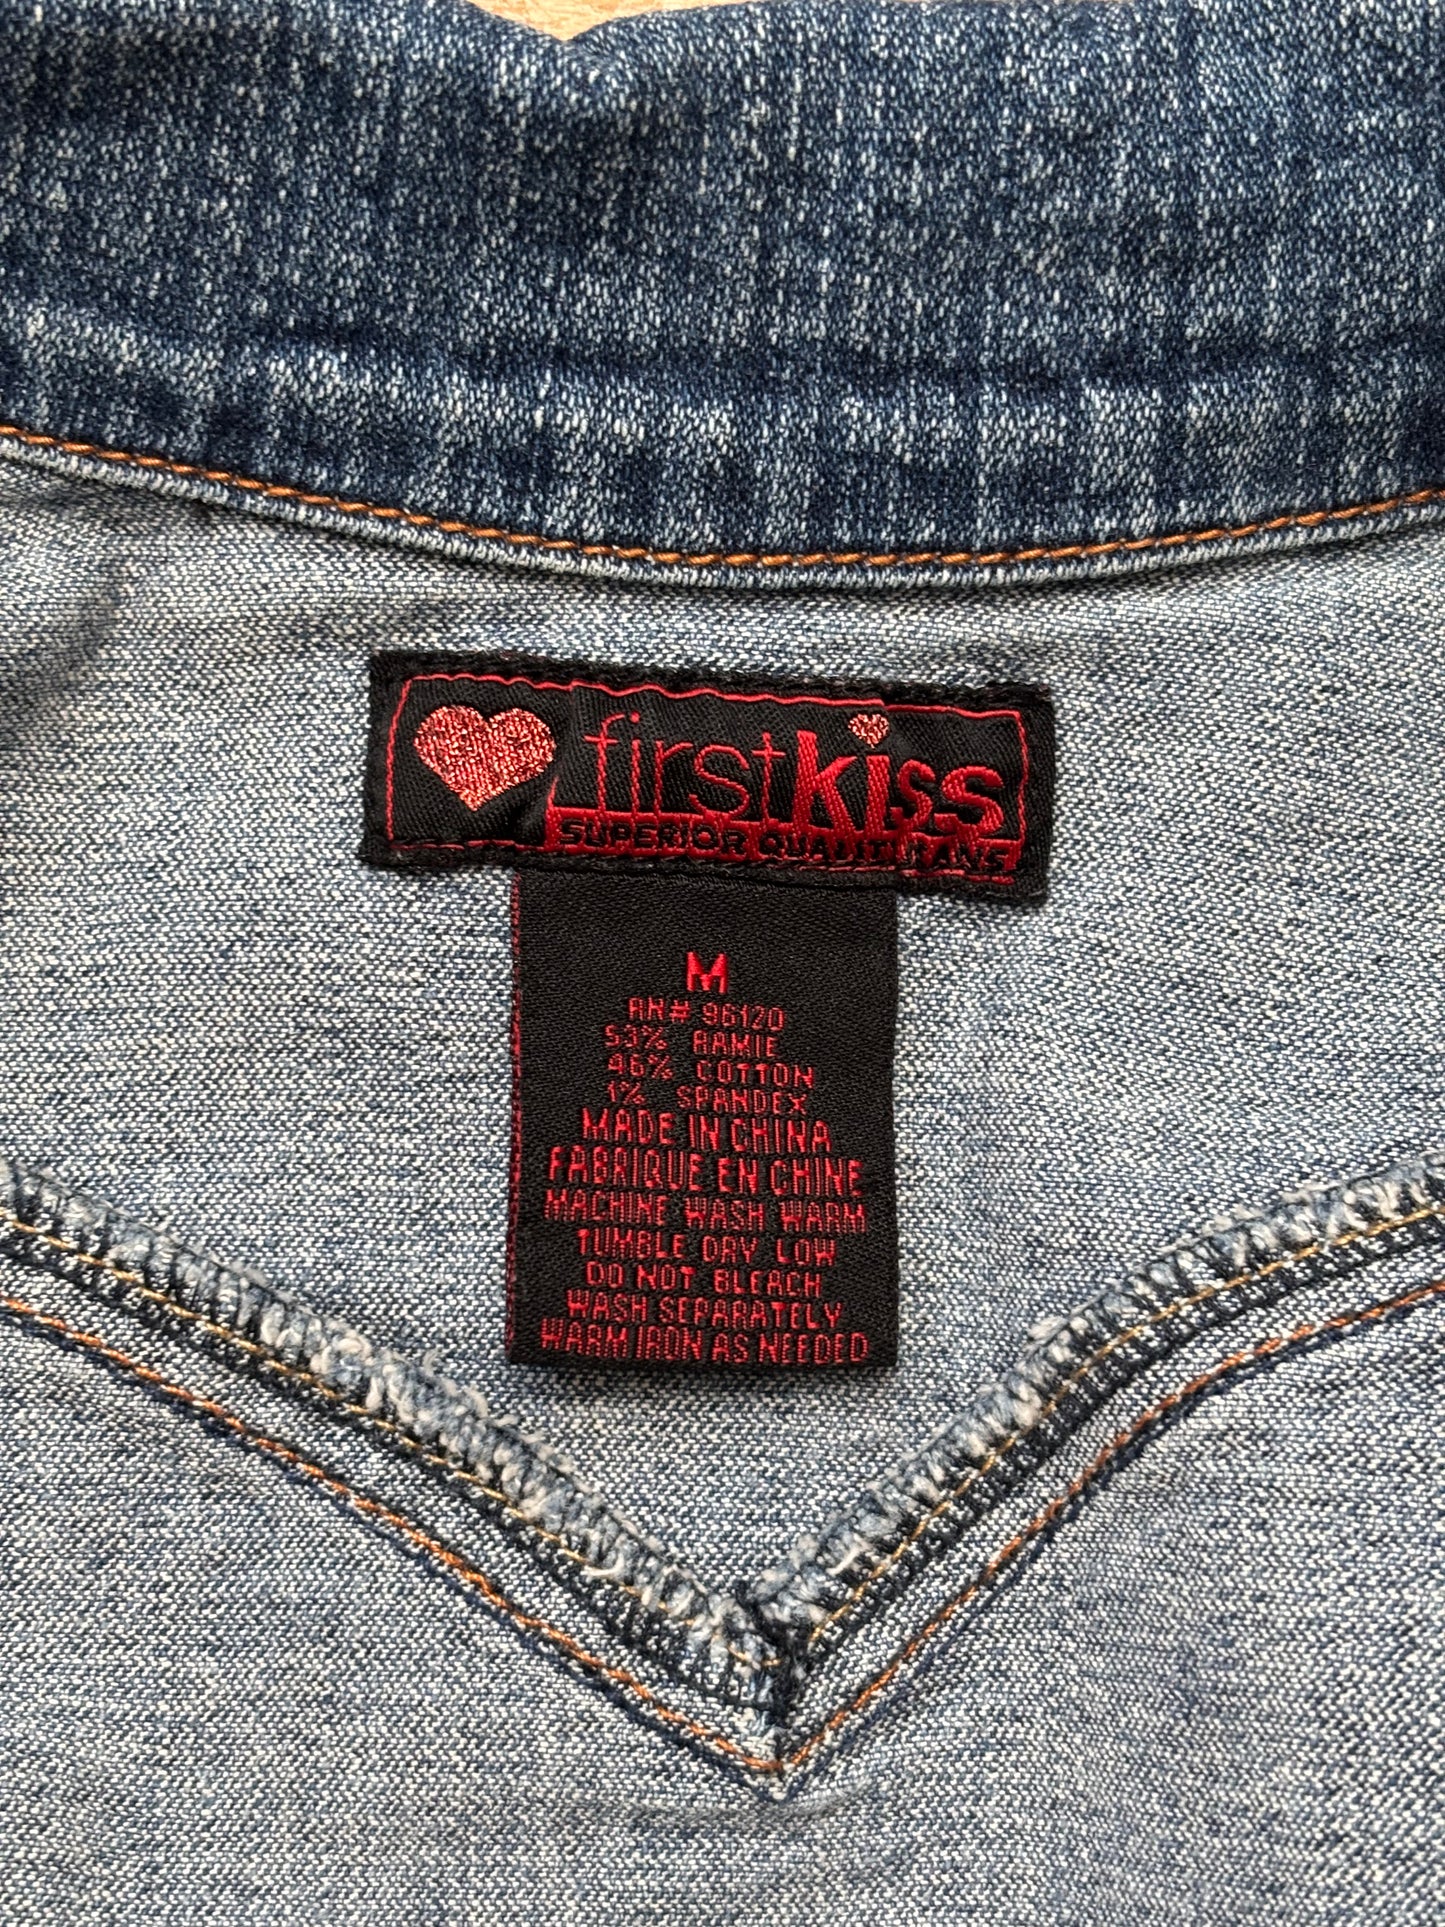 firstkiss
SUPERIOR QUALITY JEANS
M
RN# 96120
53% RAMIE
46% COTTON
1% SPANDEX
MADE IN CHINA
FABRIQUE EN CHINE
MACHINE WASH WARM
TUMBLE DRY LOW
DO NOT BLEACH
WASH SEPARATELY
WARM IRON AS NEEDED